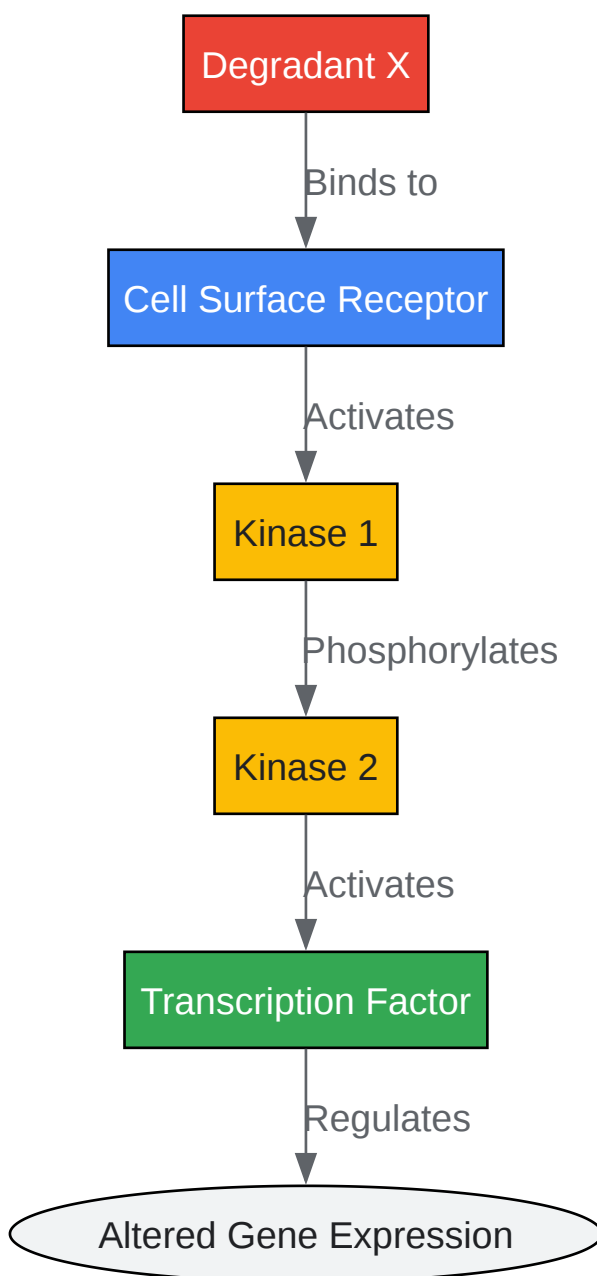 Degradant X
Binds to
Cell Surface Receptor
Activates
Kinase 1
Phosphorylates
Kinase 2
Activates
Transcription Factor
Regulates
Altered Gene Expression